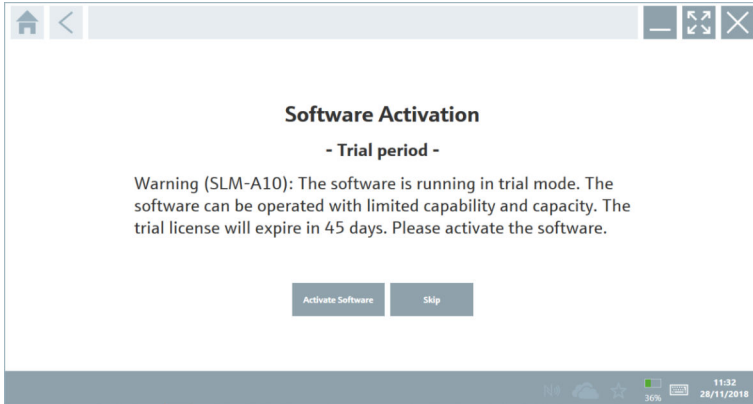 Software Activation
- Trial period -
Warning (SLM-A10): The software is running in trial mode. The
software can be operated with limited capability and capacity. The
trial license will expire in 45 days. Please activate the software.
Activate Software
Skip
36%
11:32
28/11/2018